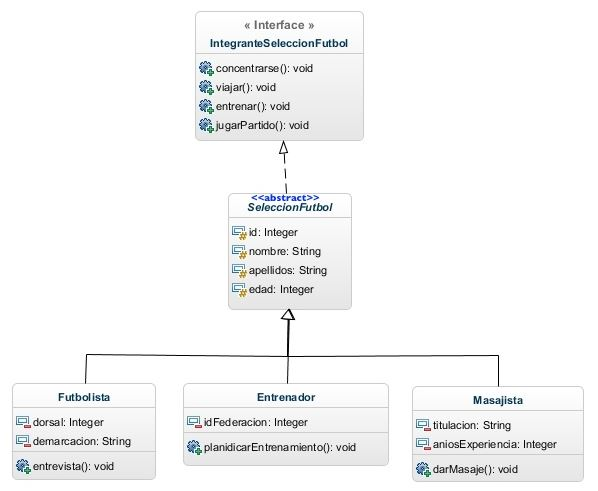 « Interface »
IntegranteSeleccionFutbol
concentrarse(): void
viajar(): void
entrenar(): void
jugarPartido(): void
<<abstract>>
SeleccionFutbol
id: Integer
nombre: String
apellidos: String
edad: Integer
Futbolista
dorsal: Integer
demarcacion: String
entrevista(): void
Entrenador
idFederacion: Integer
planidicarEntrenamiento(): void
Masajista
titulacion: String
aniosExperiencia: Integer
darMasaje(): void